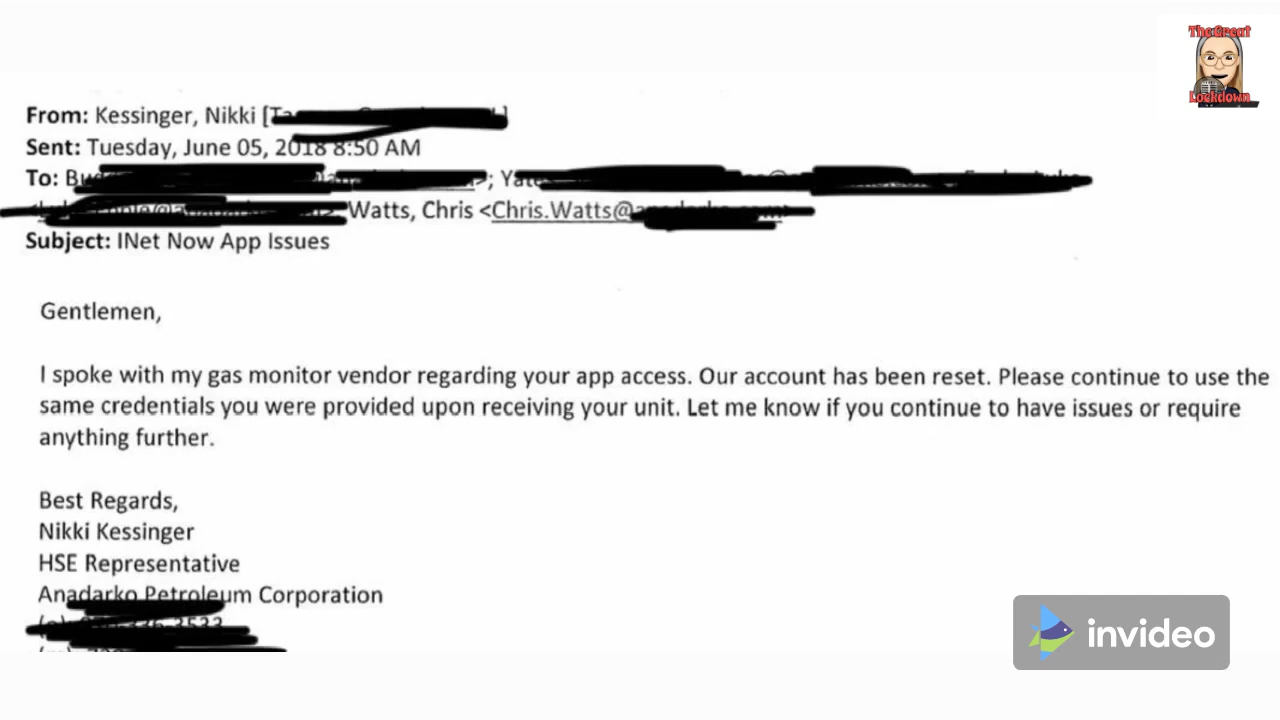 The Great
Lockdown
From: Kessinger, Nikki [
Sent: Tuesday, June 05, 2018 8:50 AM
To:
Watts, Chris <Chris.Watts@
Subject: INet Now App Issues
Gentlemen,
I spoke with my gas monitor vendor regarding your app access. Our account has been reset. Please continue to use the
same credentials you were provided upon receiving your unit. Let me know if you continue to have issues or require
anything further.
Best Regards,
Nikki Kessinger
HSE Representative
Anadarko Petroleum Corporation
invideo